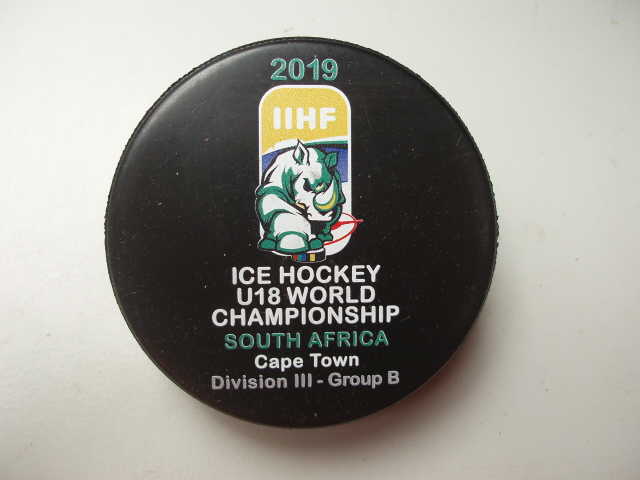 2019
IIHF
ICE HOCKEY
U18 WORLD
CHAMPIONSHIP
SOUTH AFRICA
Cape Town
Division III - Group B